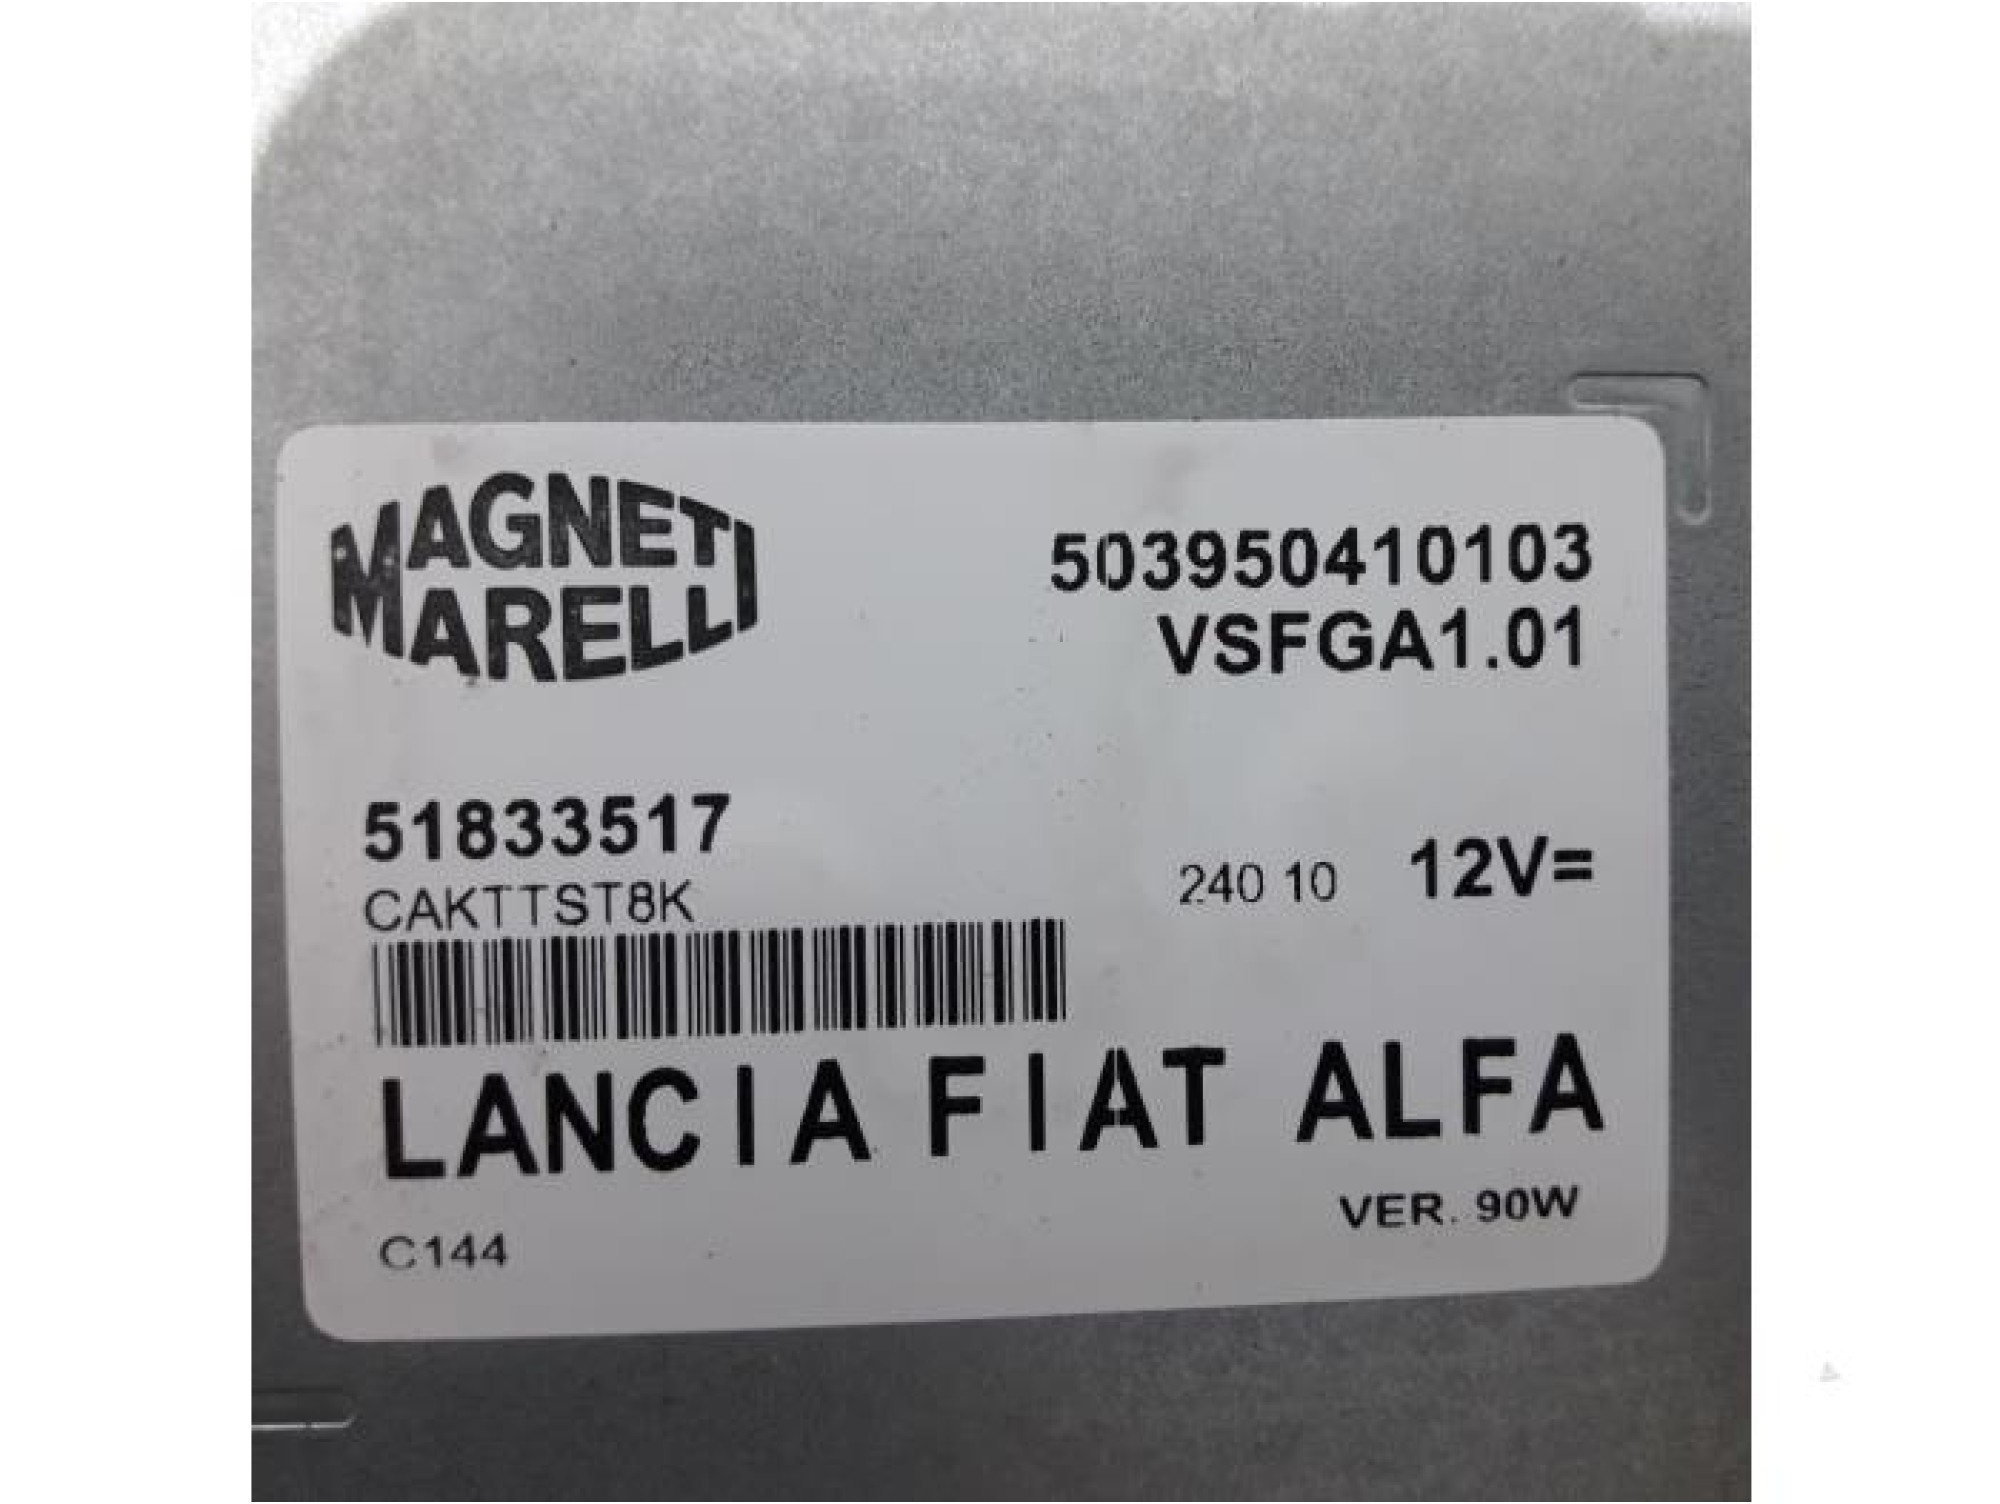 MAGNETI
MARELLI
503950410103
VSFGA1.01
51833517
CAKTTST8K
240 10 12V=
LANCIA FIAT ALFA
VER. 90W
C144